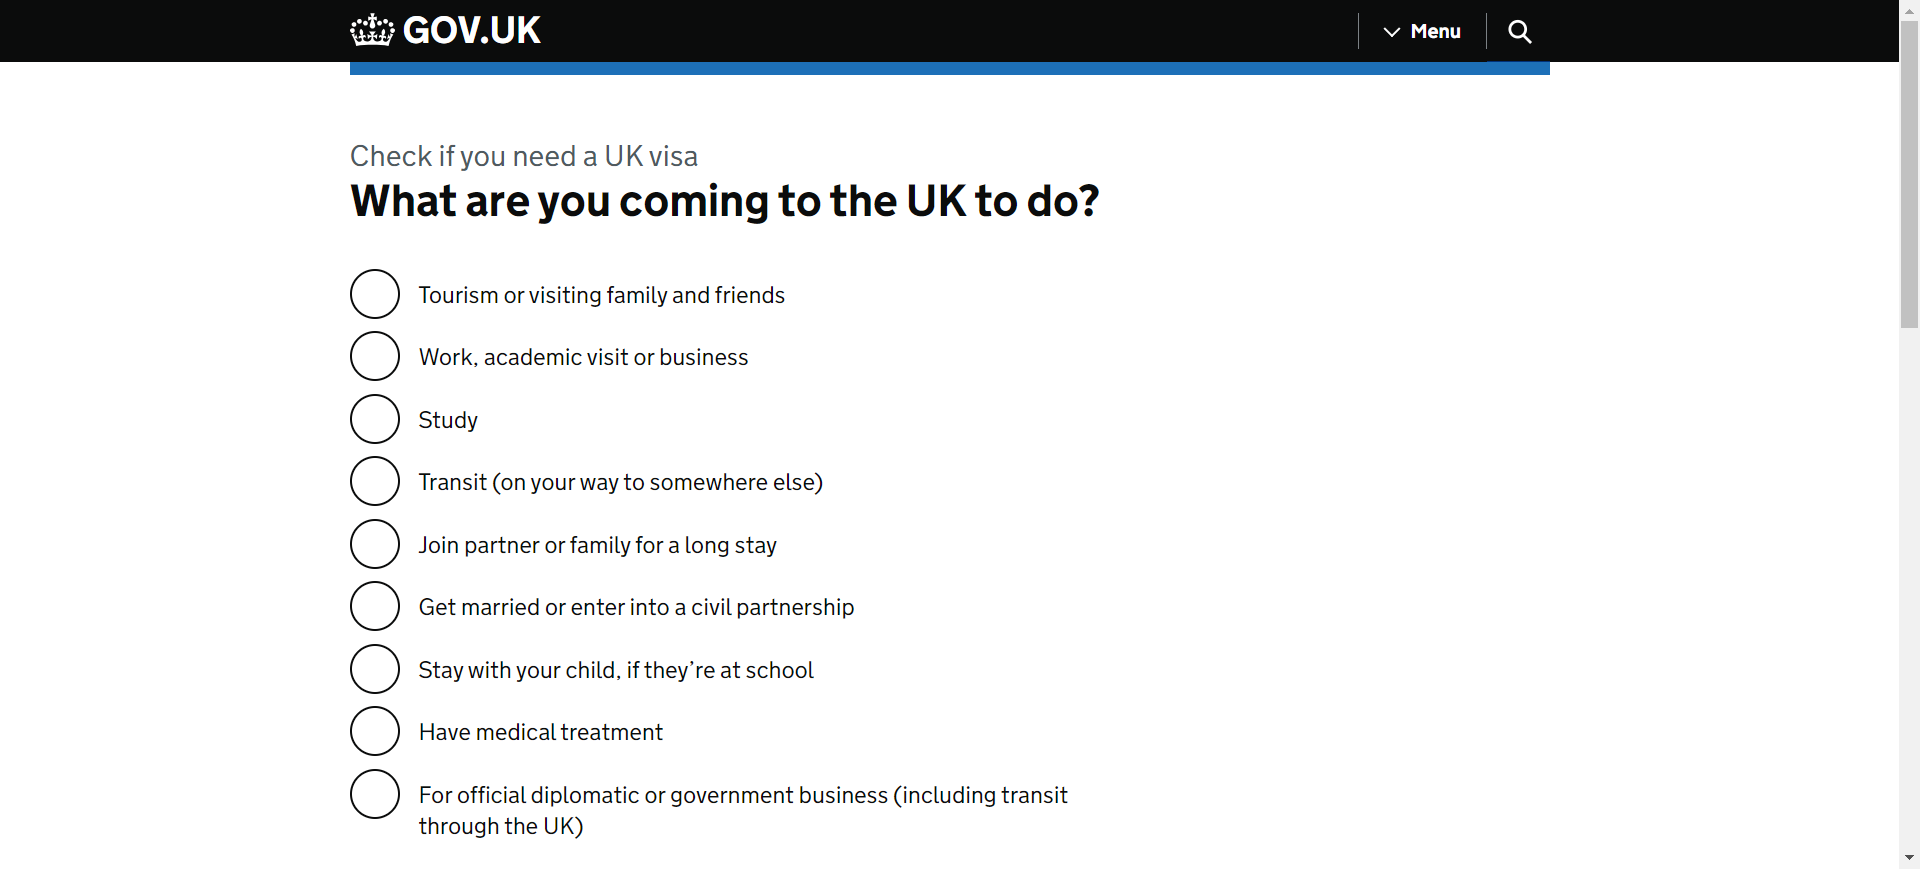 GOV.UK
Menu
Check if you need a UK visa
What are you coming to the UK to do?
Tourism or visiting family and friends
Work, academic visit or business
Study
Transit (on your way to somewhere else)
Join partner or family for a long stay
Get married or enter into a civil partnership
Stay with your child, if they’re at school
Have medical treatment
For official diplomatic or government business (including transit
through the UK)